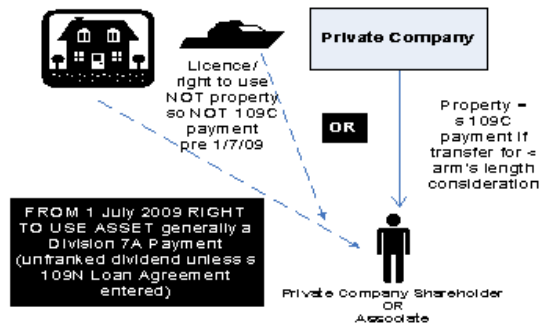 Private Company
Licence/
right to use
NOT property
so NOT 109C
payment
pre 1/7/09
OR
Property =
s 109C
payment if
transfer for <
arm's length
consideration
FROM 1 July 2009 RIGHT
TO USE ASSET generally a
Division 7A Payment
(unfranked dividend unless s
109N Loan Agreement
entered)
Private Company Shareholder
OR
Associate